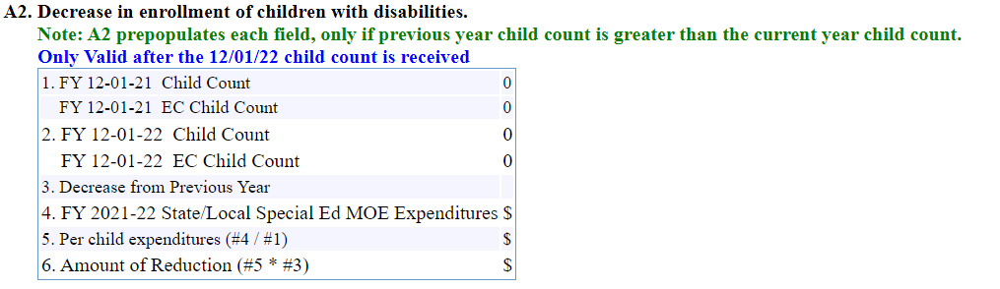 A2. Decrease in enrollment of children with disabilities.
Note: A2 prepopulates each field, only if previous year child count is greater than the current year child count.
Only Valid after the 12/01/22 child count is received
1. FY 12-01-21 Child Count 0
FY 12-01-21 EC Child Count 0
2. FY 12-01-22 Child Count 0
FY 12-01-22 EC Child Count 0
3. Decrease from Previous Year
4. FY 2021-22 State/Local Special Ed MOE Expenditures $
5. Per child expenditures (#4 / #1) $
6. Amount of Reduction (#5 * #3) $